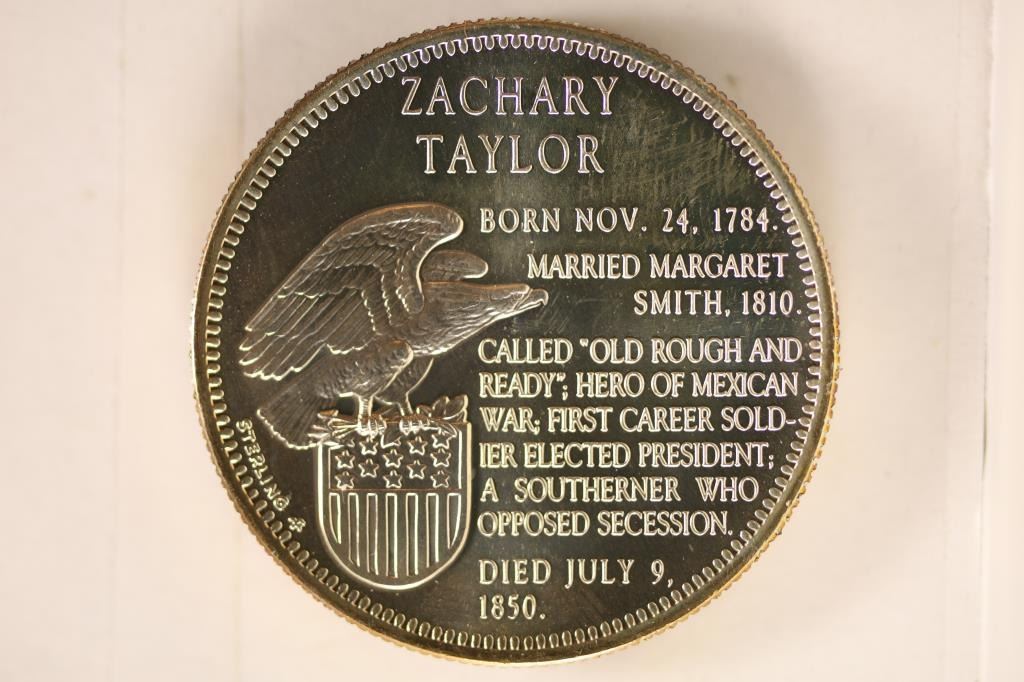 ZACHARY
TAYLOR
BORN NOV. 24, 1784.
MARRIED MARGARET
SMITH, 1810.
CALLED "OLD ROUGH AND
READY"; HERO OF MEXICAN
WAR; FIRST CAREER SOLD-
IER ELECTED PRESIDENT;
A SOUTHERNER WHO
OPPOSED SECESSION.
DIED JULY 9,
1850.
STERLING